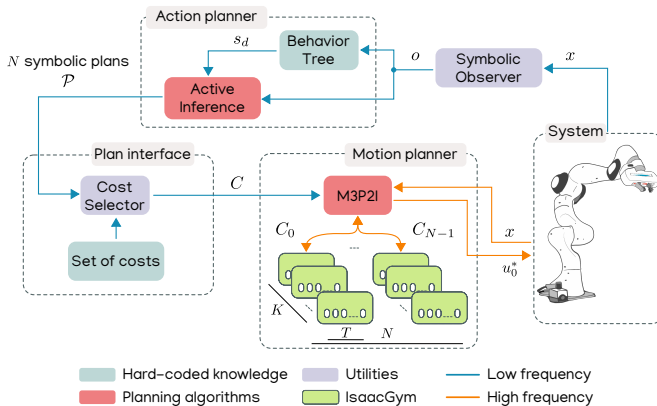 Action planner
N symbolic plans
𝒫
s_d
Behavior
Tree
o
Symbolic
Observer
x
Active
Inference
System
Plan interface
Motion planner
Cost
Selector
C
M3P2I
x
u_0^*
C_0
...
C_{N-1}
Set of costs
0
000
000...0
0
000
000...0
...
...
K
T
N
Hard-coded knowledge
Utilities
Low frequency
Planning algorithms
IsaacGym
High frequency